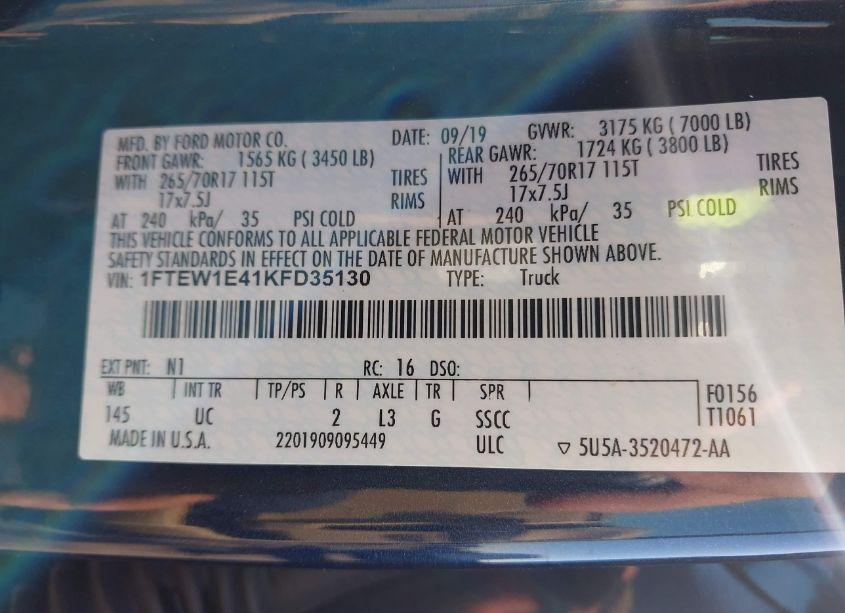 MFD. BY FORD MOTOR CO. DATE: 09/19 GVWR: 3175 KG ( 7000 LB)
FRONT GAWR: 1565 KG ( 3450 LB) REAR GAWR: 1724 KG ( 3800 LB)
WITH 265/70R17 115T TIRES WITH 265/70R17 115T TIRES
17x7.5J RIMS 17x7.5J RIMS
AT 240 kPa/ 35 PSI COLD AT 240 kPa/ 35 PSI COLD
THIS VEHICLE CONFORMS TO ALL APPLICABLE FEDERAL MOTOR VEHICLE
SAFETY STANDARDS IN EFFECT ON THE DATE OF MANUFACTURE SHOWN ABOVE.
VIN: 1FTEW1E41KFD35130 TYPE: Truck
EXT PNT: N1 RC: 16 DSO:
WB INT TR TP/PS R AXLE TR SPR F0156
145 UC 2 L3 G SSCC T1061
MADE IN U.S.A. 2201909095449 ULC ▽ 5U5A-3520472-AA